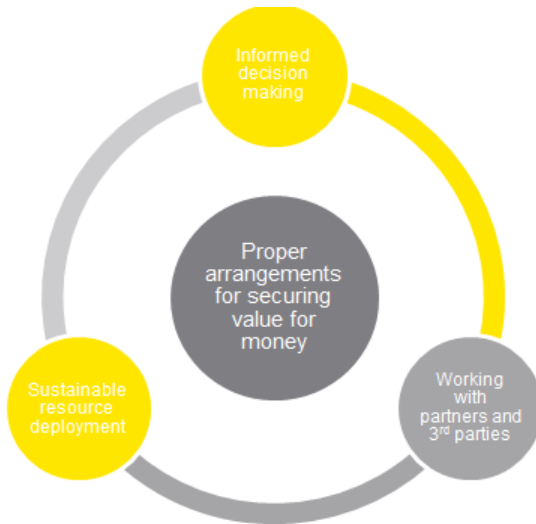 Informed
decision
making
Proper
arrangements
for securing
value for
money
Sustainable
resource
deployment
Working
with
partners and
3rd parties